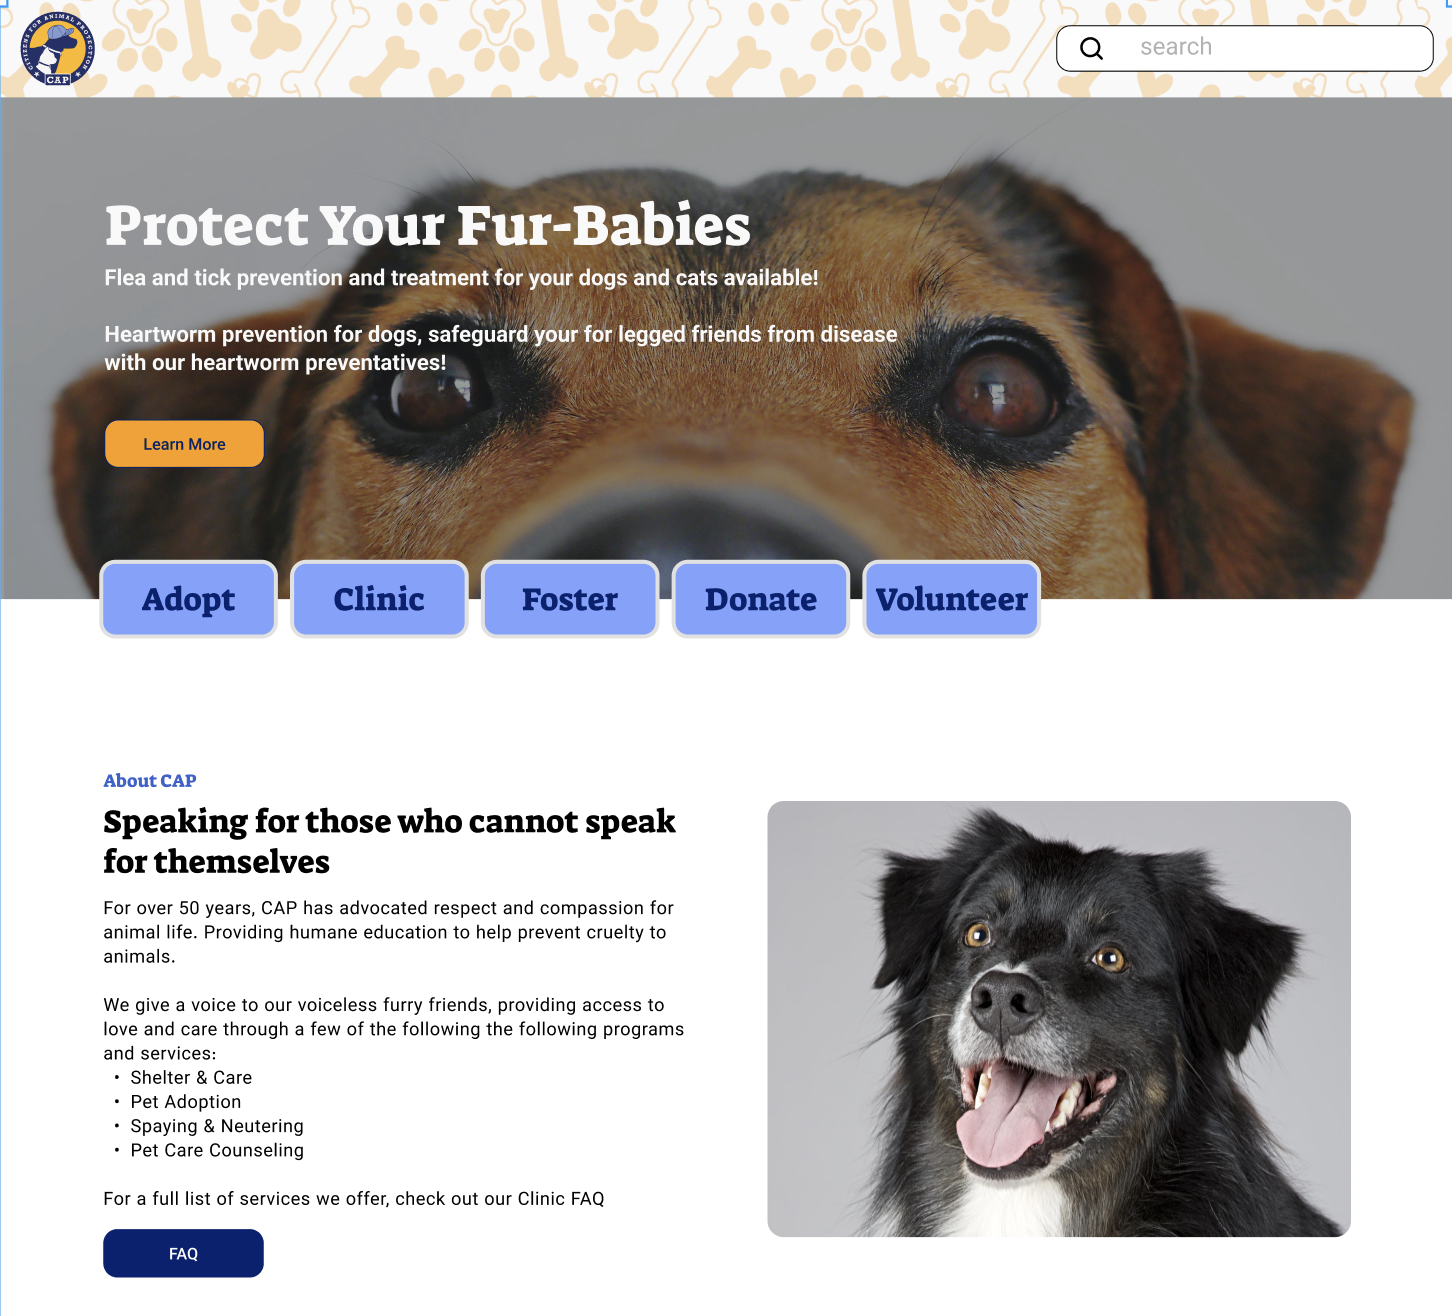 CITIZENS FOR ANIMAL PROTECTION
CAP
search
Protect Your Fur-Babies
Flea and tick prevention and treatment for your dogs and cats available!
Heartworm prevention for dogs, safeguard your for legged friends from disease
with our heartworm preventatives!
Learn More
Adopt
Clinic
Foster
Donate
Volunteer
About CAP
Speaking for those who cannot speak
for themselves
For over 50 years, CAP has advocated respect and compassion for
animal life. Providing humane education to help prevent cruelty to
animals.
We give a voice to our voiceless furry friends, providing access to
love and care through a few of the following the following programs
and services:
• Shelter & Care
• Pet Adoption
• Spaying & Neutering
• Pet Care Counseling
For a full list of services we offer, check out our Clinic FAQ
FAQ